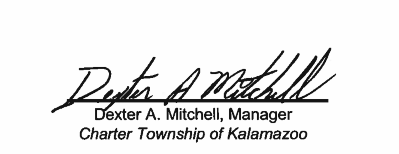 Dexter A Mitchell
Dexter A. Mitchell, Manager
Charter Township of Kalamazoo